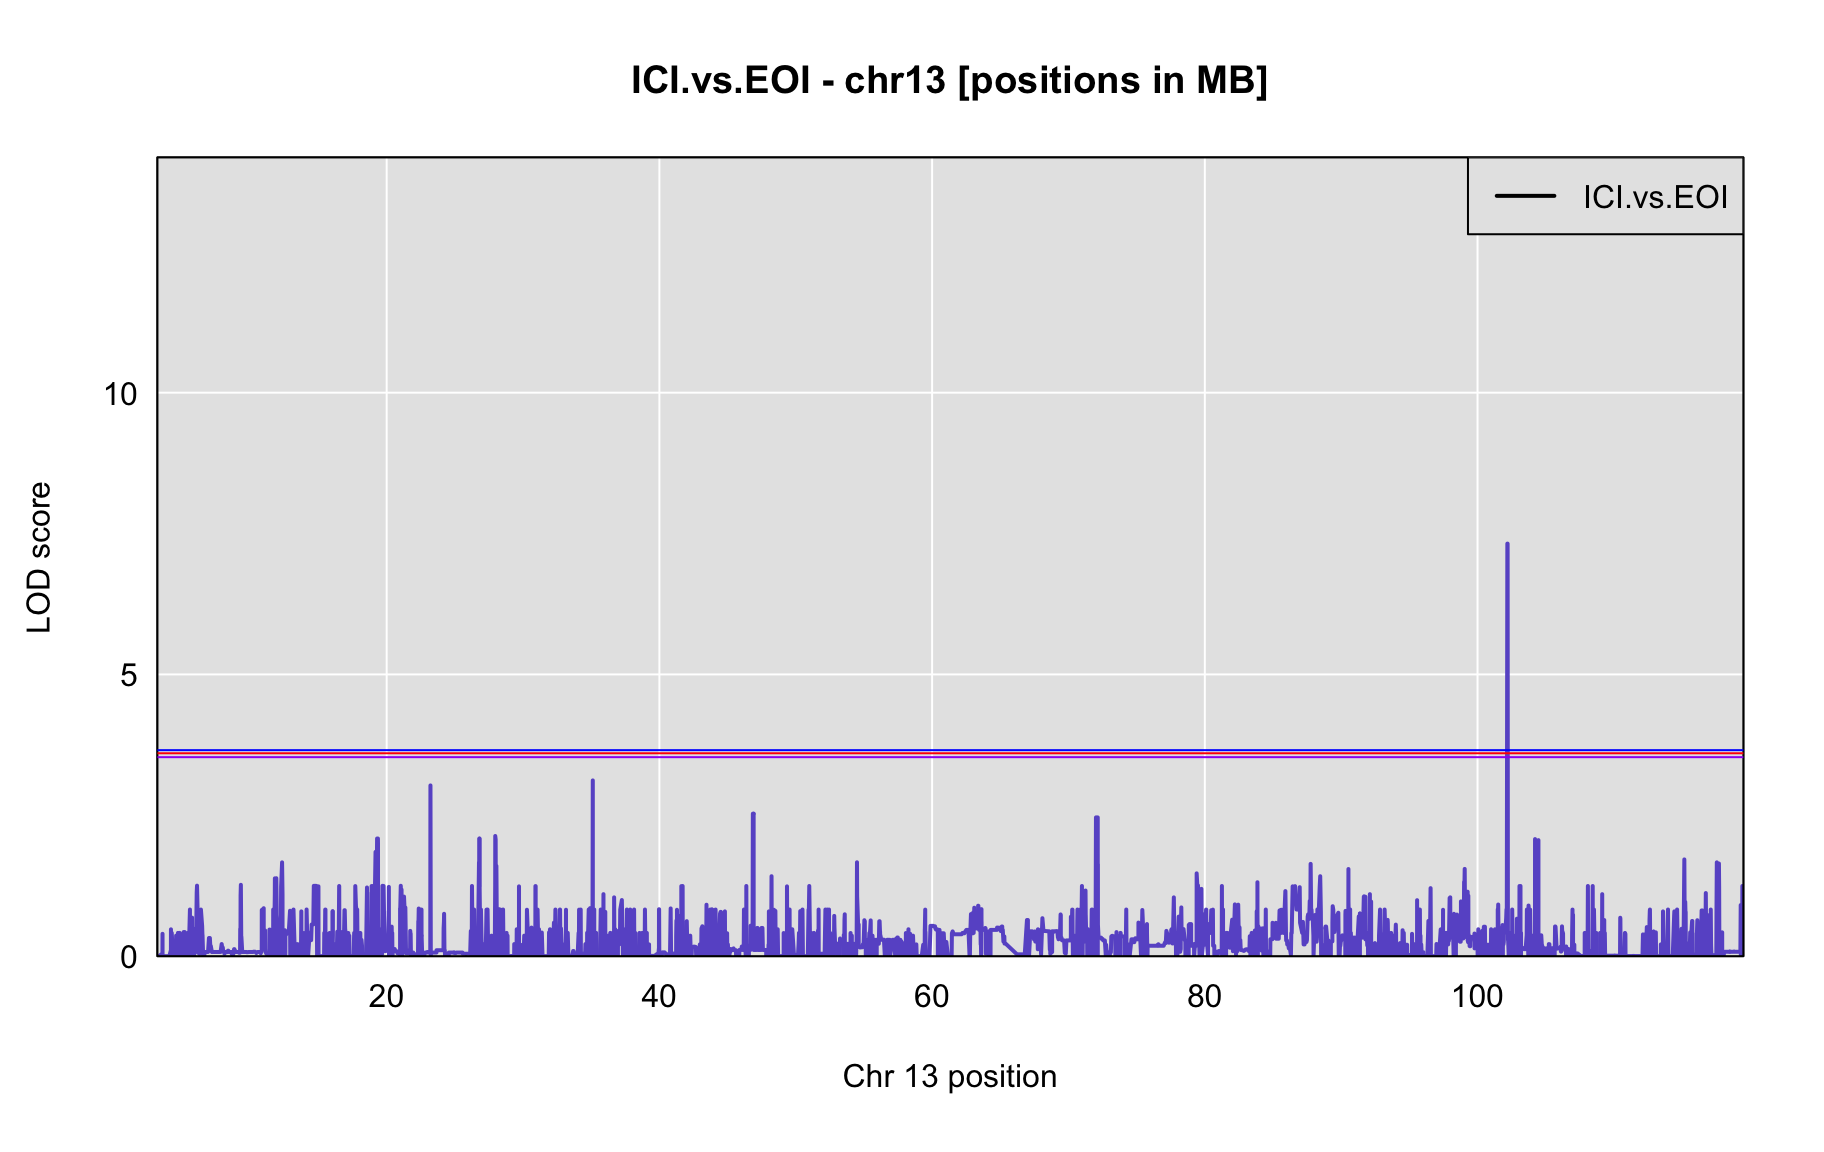 ICI.vs.EOI - chr13 [positions in MB]
ICI.vs.EOI
10
5
0
LOD score
20 40 60 80 100
Chr 13 position